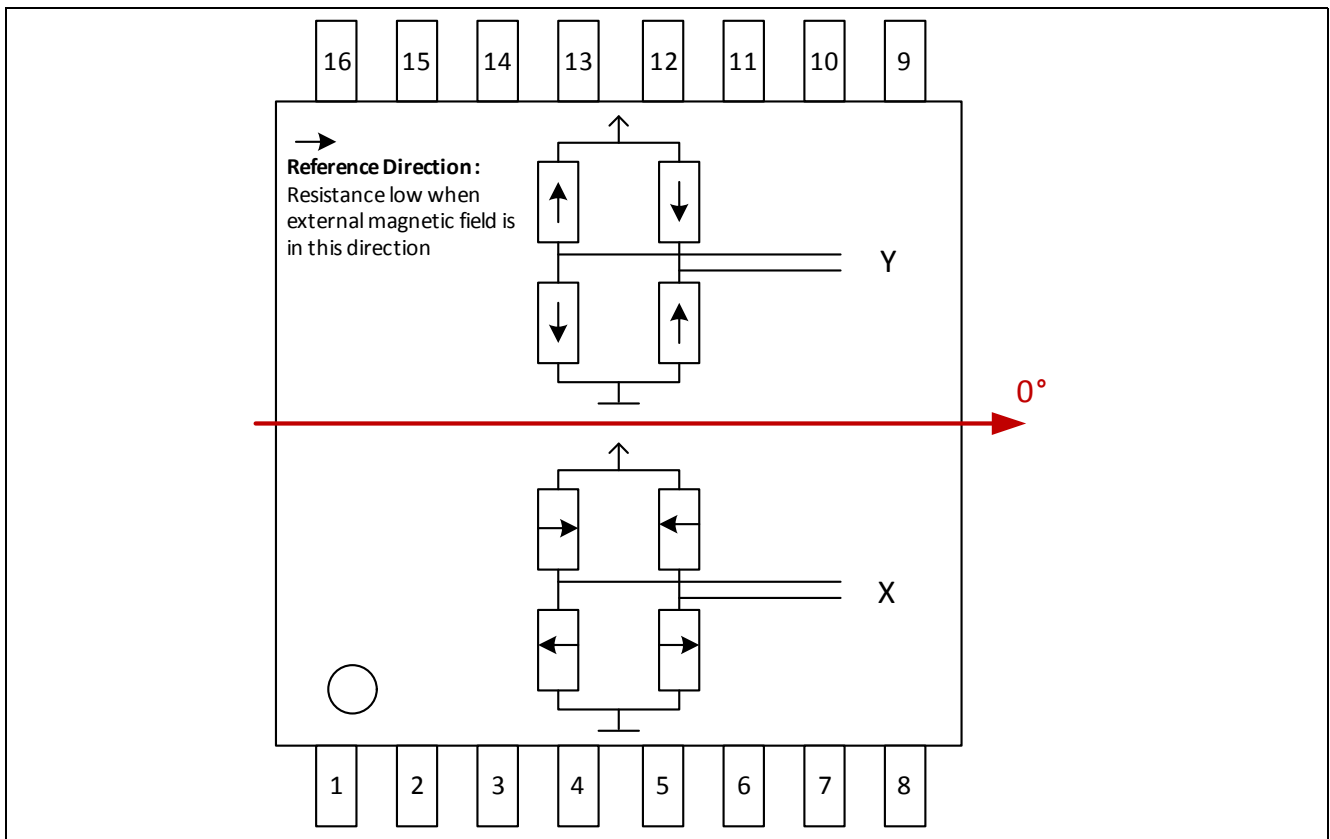 16 15 14 13 12 11 10 9
Reference Direction:
Resistance low when
external magnetic field is
in this direction
Y
0°
X
1 2 3 4 5 6 7 8